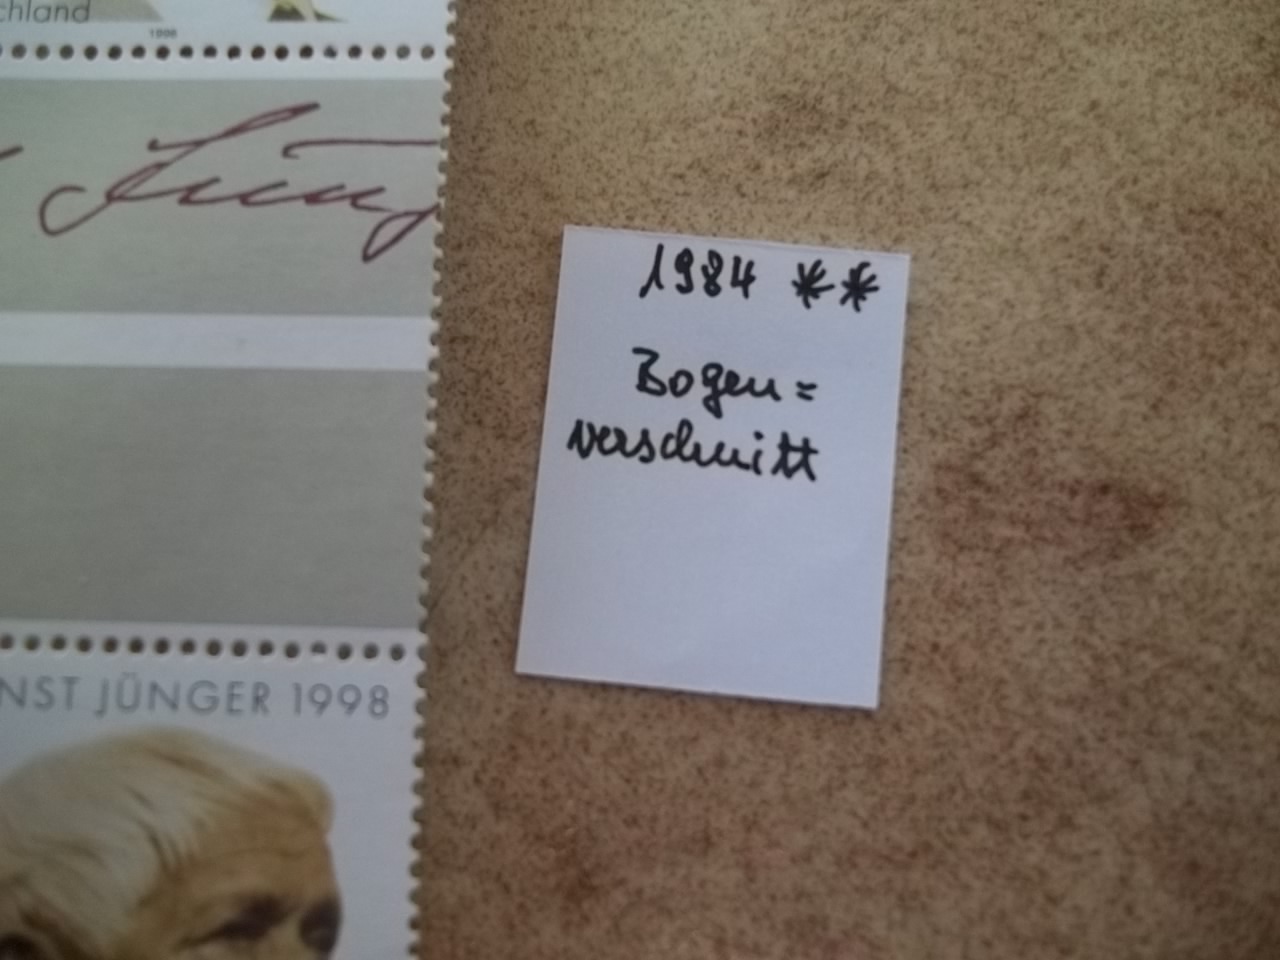 chland
1998
1984 **
Bogen=
verschnitt
NST JÜNGER 1998